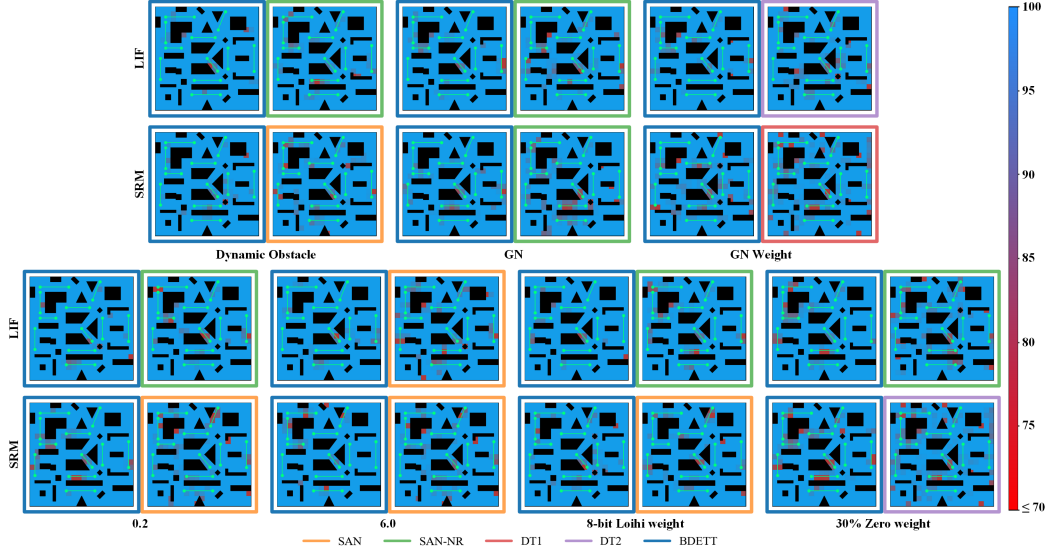 LIF
SRM
Dynamic Obstacle
GN
GN Weight
LIF
SRM
0.2
6.0
8-bit Loihi weight
30% Zero weight
SAN
SAN-NR
DT1
DT2
BDETT
100
95
90
85
80
75
≤ 70